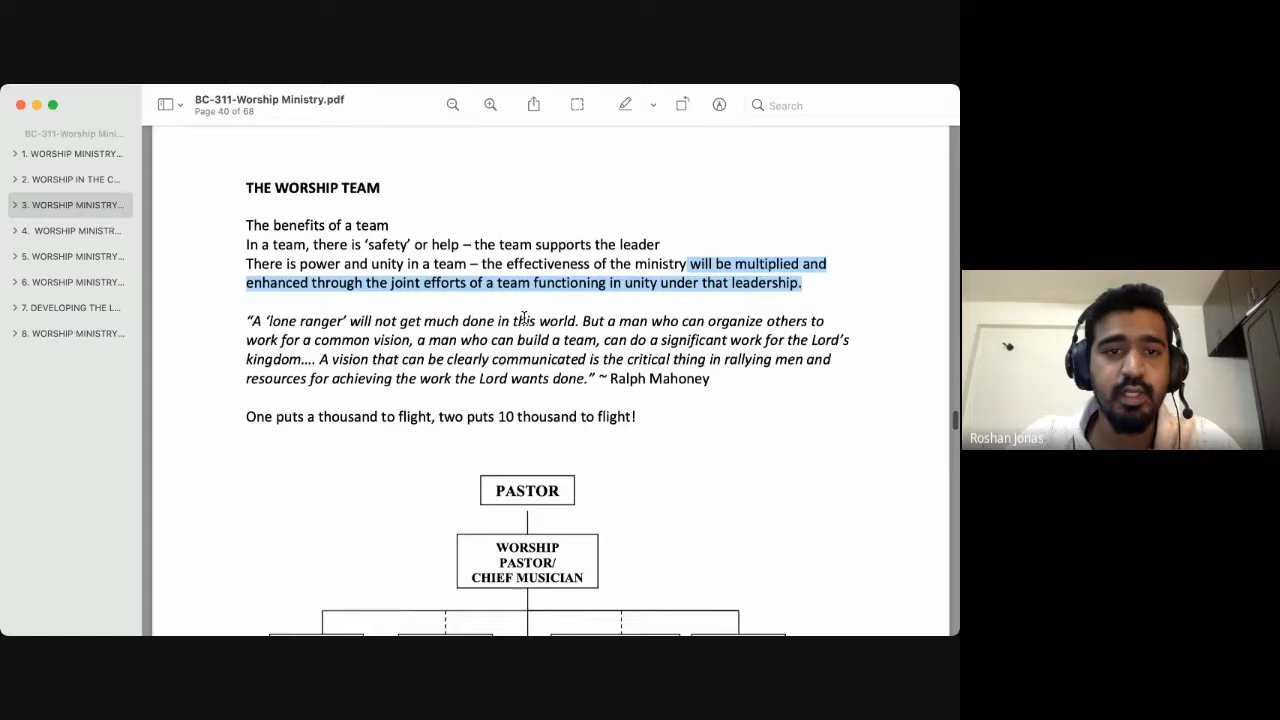 BC-311-Worship Ministry.pdf
Page 40 of 68
Search
BC-311-Worship Mini...
1. WORSHIP MINISTRY...
2. WORSHIP IN THE C...
3. WORSHIP MINISTRY...
4. WORSHIP MINISTR...
5. WORSHIP MINISTRY...
6. WORSHIP MINISTRY...
7. DEVELOPING THE L...
8. WORSHIP MINISTRY...
THE WORSHIP TEAM
The benefits of a team
In a team, there is ‘safety’ or help – the team supports the leader
There is power and unity in a team – the effectiveness of the ministry will be multiplied and
enhanced through the joint efforts of a team functioning in unity under that leadership.
“A ‘lone ranger’ will not get much done in this world. But a man who can organize others to
work for a common vision, a man who can build a team, can do a significant work for the Lord’s
kingdom.... A vision that can be clearly communicated is the critical thing in rallying men and
resources for achieving the work the Lord wants done.” ~ Ralph Mahoney
One puts a thousand to flight, two puts 10 thousand to flight!
PASTOR
WORSHIP
PASTOR/
CHIEF MUSICIAN
Roshan Jonas